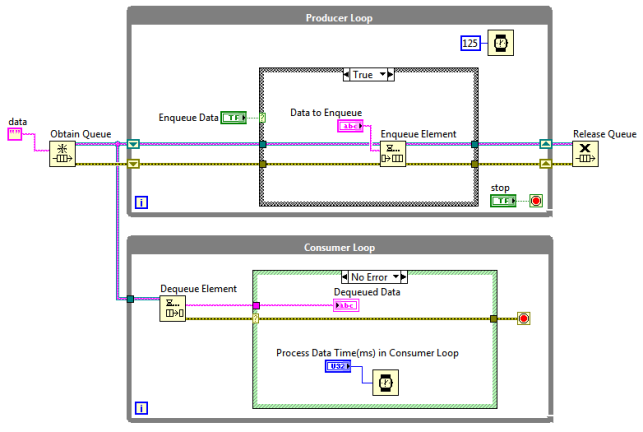 Producer Loop
125
True
data
Enqueue Data
TF
?
Data to Enqueue
abc
Obtain Queue
Enqueue Element
Release Queue
stop
TF
i
Consumer Loop
No Error
Dequeue Element
Dequeued Data
abc
?
Process Data Time(ms) in Consumer Loop
U32
i